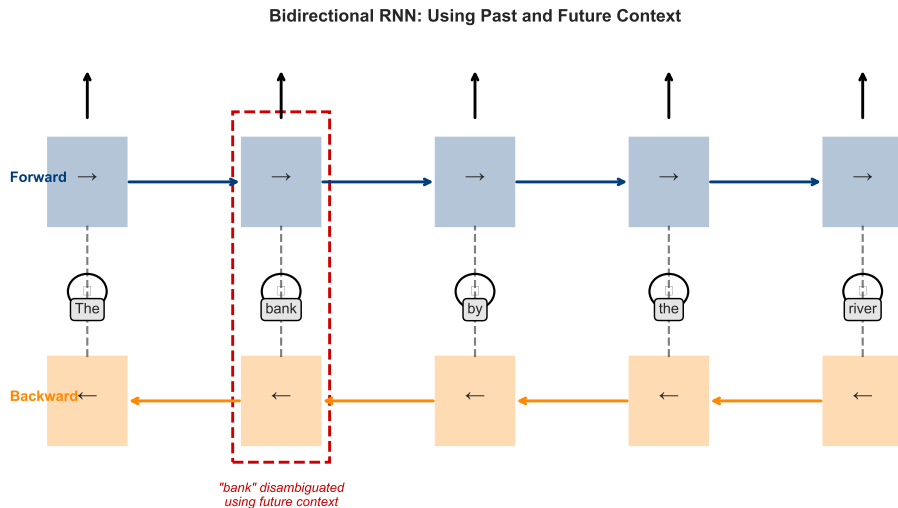 Bidirectional RNN: Using Past and Future Context
Forward → → → → →
The bank by the river
Backward ← ← ← ← ←
"bank" disambiguated
using future context